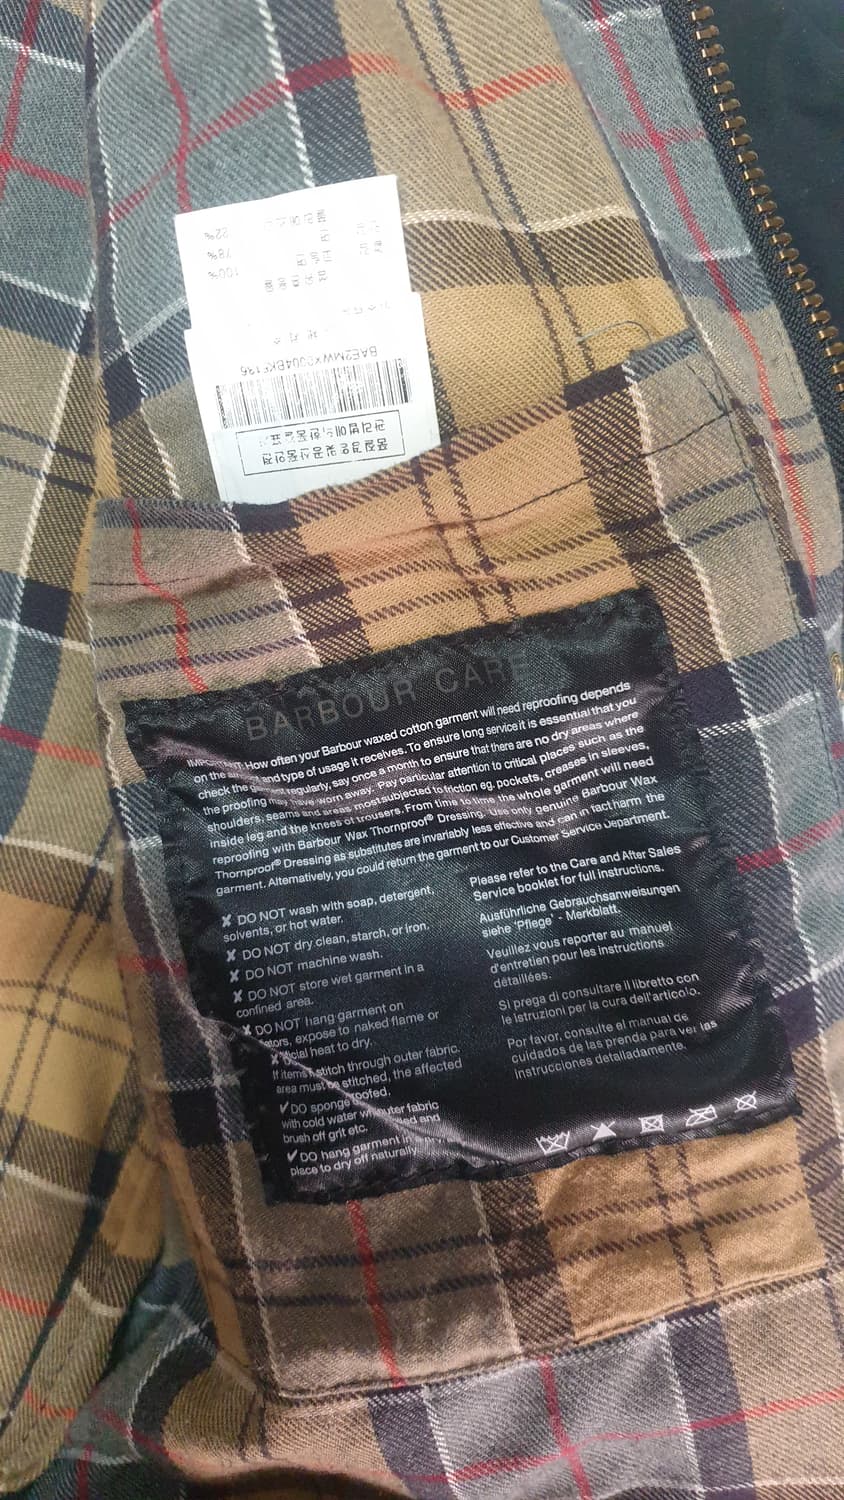 22%
78%
100%
BARBOUR CARE
How often your Barbour waxed cotton garment will need reproofing depends
on the and type of usage it receives. To ensure long service it is essential that you
check the regularly, say once a month to ensure that there are no dry areas where
the proofing have worn away. Pay particular attention to critical places such as the
shoulders, seams and areas most subjected to friction eg. pockets, creases in sleeves,
inside leg and the knees of trousers. From time to time the whole garment will need
reproofing with Barbour Wax Thornproof® Dressing. Use only genuine Barbour Wax
Thornproof® Dressing as substitutes are invariably less effective and can in fact harm the
garment. Alternatively, you could return the garment to our Customer Service Department.
✘ DO NOT wash with soap, detergent,
solvents, or hot water.
✘ DO NOT dry clean, starch, or iron.
✘ DO NOT machine wash.
✘ DO NOT store wet garment in a
confined area.
✘ DO NOT hang garment on
expose to naked flame or
heat to dry.
✘ stitch through outer fabric.
If items must be stitched, the affected
area
✔ DO sponge outer fabric
with cold water
brush off grit etc.
✔ DO hang garment in
place to dry off naturally
Please refer to the Care and After Sales
Service booklet for full instructions.
Ausführliche Gebrauchsanweisungen
siehe 'Pflege' - Merkblatt.
Veuillez vous reporter au manuel
d'entretien pour les instructions
détaillées.
Si prega di consultare il libretto con
le istruzioni per la cura dell'articolo.
Por favor, consulte el manual de
cuidados de las prenda para ver las
instrucciones detalladamente.